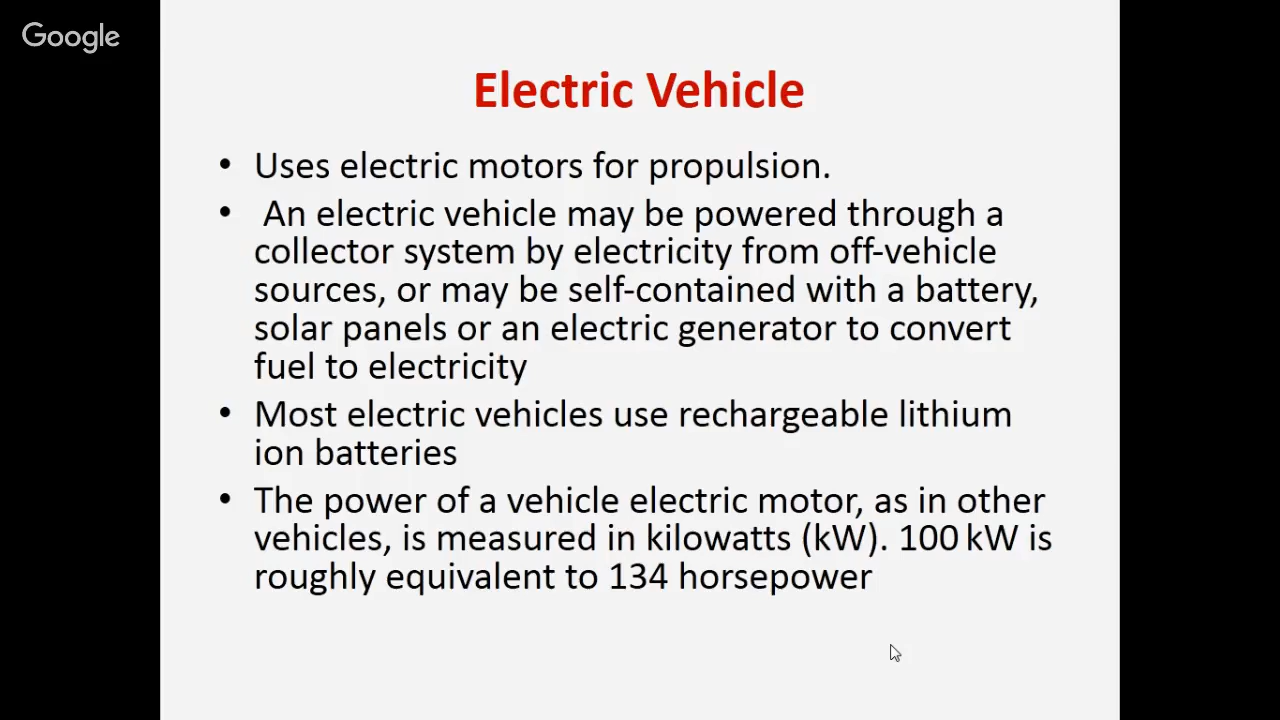 Google
Electric Vehicle
• Uses electric motors for propulsion.
• An electric vehicle may be powered through a
collector system by electricity from off-vehicle
sources, or may be self-contained with a battery,
solar panels or an electric generator to convert
fuel to electricity
• Most electric vehicles use rechargeable lithium
ion batteries
• The power of a vehicle electric motor, as in other
vehicles, is measured in kilowatts (kW). 100 kW is
roughly equivalent to 134 horsepower